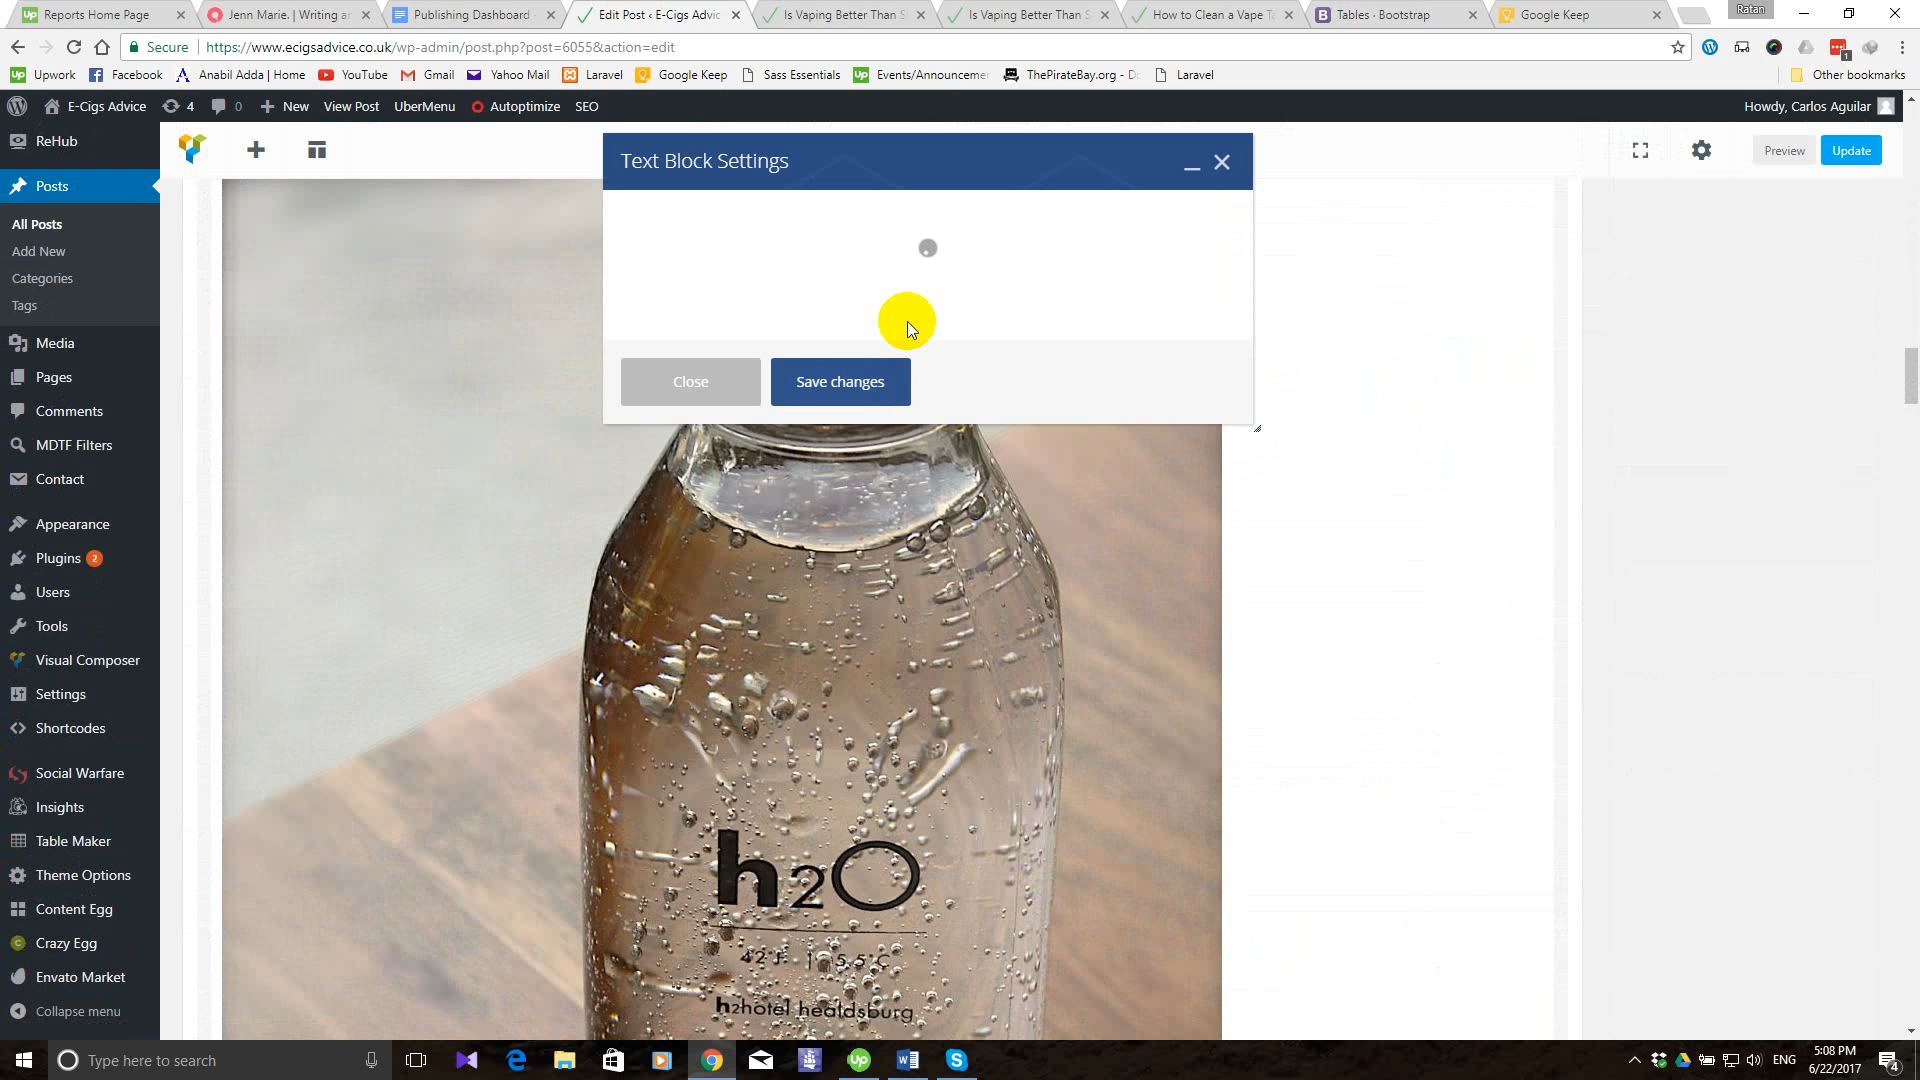 Reports Home Page
Jenn Marie. | Writing a
Publishing Dashboard
Edit Post ‹ E-Cigs Advic
Is Vaping Better Than S
Is Vaping Better Than S
How to Clean a Vape T
Tables · Bootstrap
Google Keep
Ratan
Secure
https://www.ecigsadvice.co.uk/wp-admin/post.php?post=6055&action=edit
1
Upwork
Facebook
Anabil Adda | Home
YouTube
Gmail
Yahoo Mail
Laravel
Google Keep
Sass Essentials
Events/Announceme
ThePirateBay.org - D
Laravel
Other bookmarks
E-Cigs Advice
4
0
New
View Post
UberMenu
Autoptimize
SEO
Howdy, Carlos Aguilar
ReHub
Posts
All Posts
Add New
Categories
Tags
Media
Pages
Comments
MDTF Filters
Contact
Appearance
Plugins 2
Users
Tools
Visual Composer
Settings
Shortcodes
Social Warfare
Insights
Table Maker
Theme Options
Content Egg
Crazy Egg
Envato Market
Collapse menu
Preview
Update
Text Block Settings
Close
Save changes
h2O
42°F | 5.5°C
h2hotel healdsburg
Type here to search
ENG
5:08 PM
6/22/2017
4